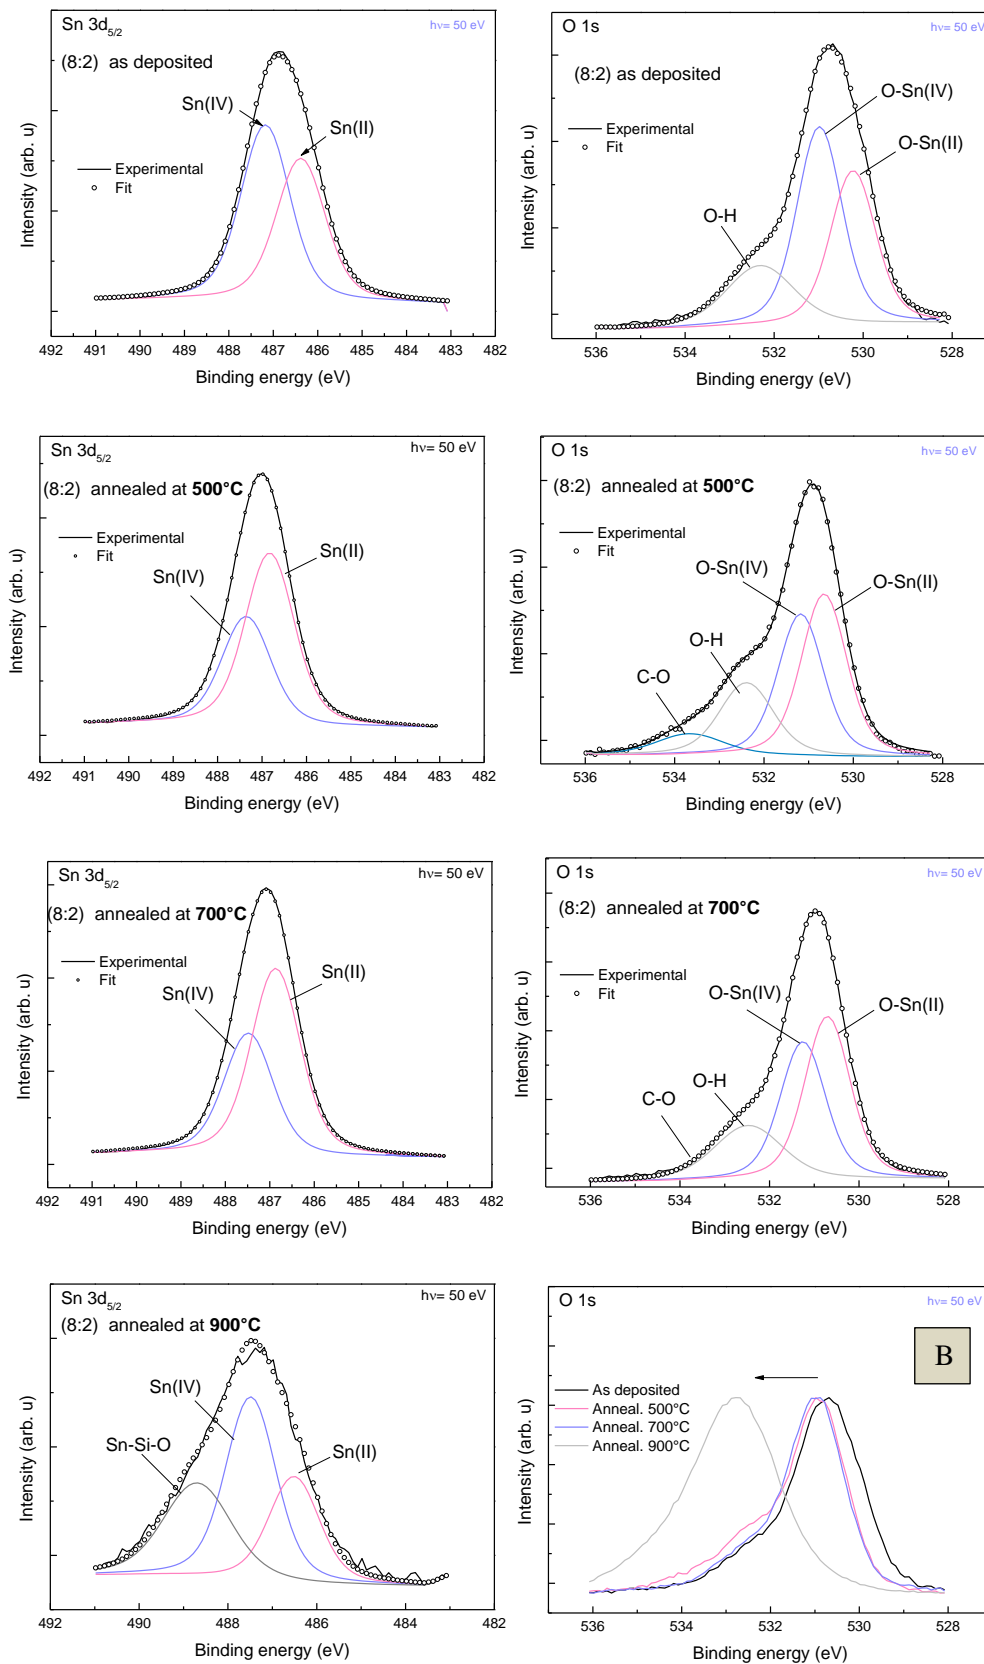 Sn 3d5/2
hν= 50 eV
(8:2) as deposited
Sn(IV)
Sn(II)
Experimental
Fit
Intensity (arb. u)
492 491 490 489 488 487 486 485 484 483 482
Binding energy (eV)
O 1s
hν= 50 eV
(8:2) as deposited
O-Sn(IV)
Experimental
Fit
O-Sn(II)
O-H
Intensity (arb. u)
536 534 532 530 528
Binding energy (eV)
Sn 3d5/2
hν= 50 eV
(8:2) annealed at 500°C
Experimental
Fit
Sn(II)
Sn(IV)
Intensity (arb. u)
492 491 490 489 488 487 486 485 484 483 482
Binding energy (eV)
O 1s
hν= 50 eV
(8:2) annealed at 500°C
Experimental
Fit
O-Sn(IV)
O-Sn(II)
O-H
C-O
Intensity (arb. u)
536 534 532 530 528
Binding energy (eV)
Sn 3d5/2
hν= 50 eV
(8:2) annealed at 700°C
Experimental
Fit
Sn(II)
Sn(IV)
Intensity (arb. u)
492 491 490 489 488 487 486 485 484 483 482
Binding energy (eV)
O 1s
hν= 50 eV
(8:2) annealed at 700°C
Experimental
Fit
O-Sn(IV)
O-Sn(II)
O-H
C-O
Intensity (arb. u)
536 534 532 530 528
Binding energy (eV)
Sn 3d5/2
hν= 50 eV
(8:2) annealed at 900°C
Sn(IV)
Sn-Si-O
Sn(II)
Intensity (arb. u)
492 490 488 486 484 482
Binding energy (eV)
O 1s
hν= 50 eV
B
As deposited
Anneal. 500°C
Anneal. 700°C
Anneal. 900°C
Intensity (arb. u)
536 534 532 530 528
Binding energy (eV)